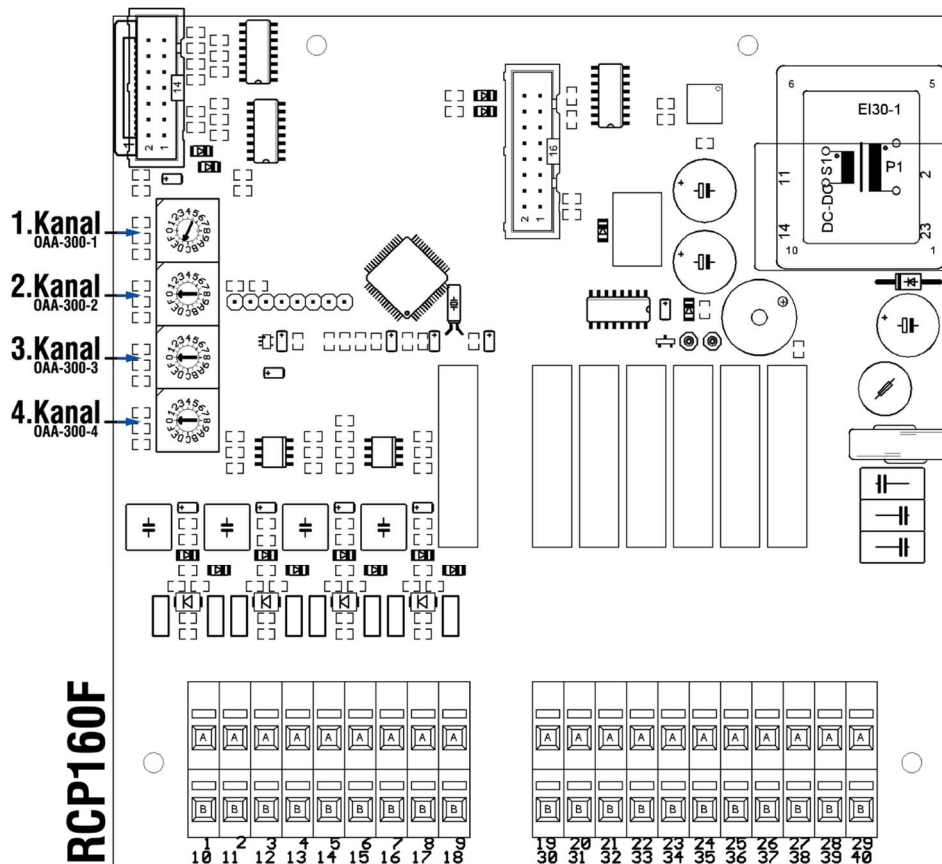 14
2 1
16
2 1
6 5
EI30-1
11
S1
P1
2
DC-DC
14
23
10 1
1.Kanal
OAA-300-1
2.Kanal
OAA-300-2
3.Kanal
OAA-300-3
4.Kanal
OAA-300-4
0123456789ABCDEF
0123456789ABCDEF
0123456789ABCDEF
0123456789ABCDEF
RCP160F
A A A A A A A A A
B B B B B B B B B
1 2 3 4 5 6 7 8 9
10 11 12 13 14 15 16 17 18
A A A A A A A A A A A
B B B B B B B B B B B
19 20 21 22 23 24 25 26 27 28 29
30 31 32 33 34 35 36 37 38 39 40